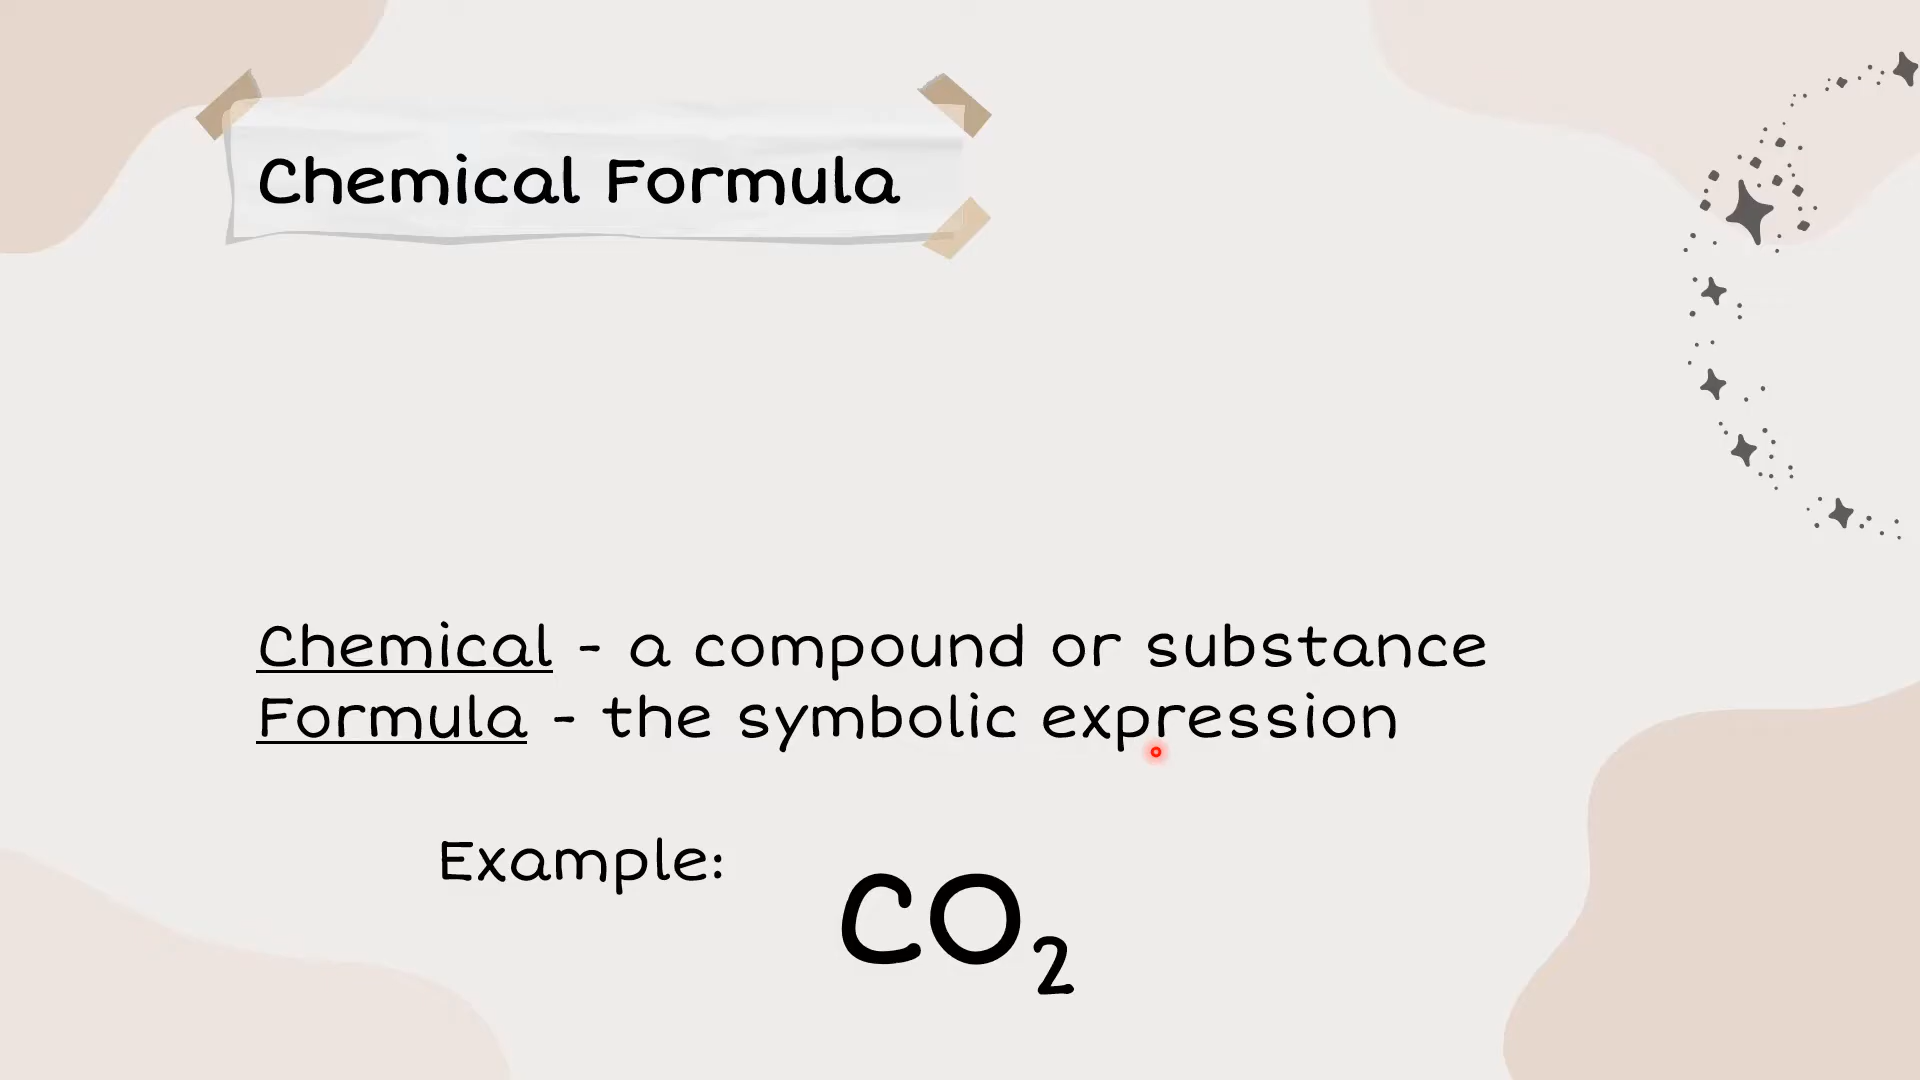 Chemical Formula
Chemical - a compound or substance
Formula - the symbolic expression
Example:
CO₂